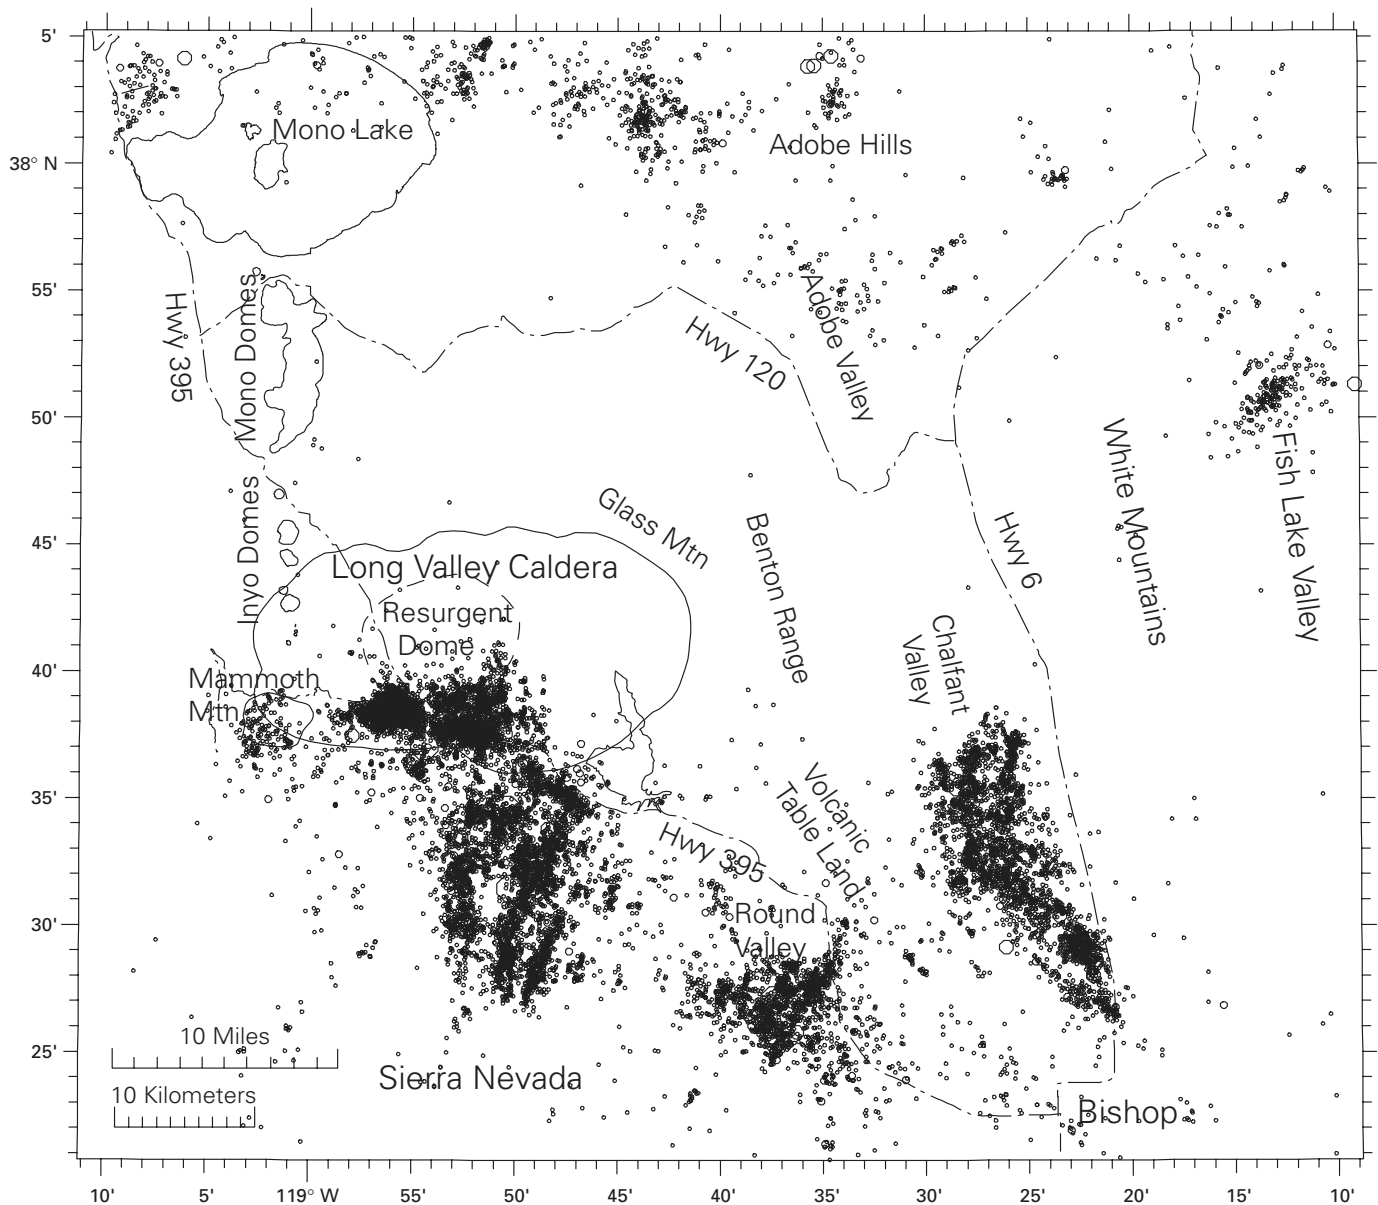 5'
Mono Lake
Adobe Hills
38° N
55'
Hwy 395
Mono Domes
Adobe Valley
Hwy 120
50'
White Mountains
Fish Lake Valley
Inyo Domes
Glass Mtn
Benton Range
Hwy 6
45'
Long Valley Caldera
Resurgent
Dome
Chalfant
Valley
40'
Mammoth
Mtn
35'
Volcanic
Table Land
Hwy 395
30'
Round
Valley
10 Miles
25'
Sierra Nevada
10 Kilometers
Bishop
10'
5'
119° W
55'
50'
45'
40'
35'
30'
25'
20'
15'
10'